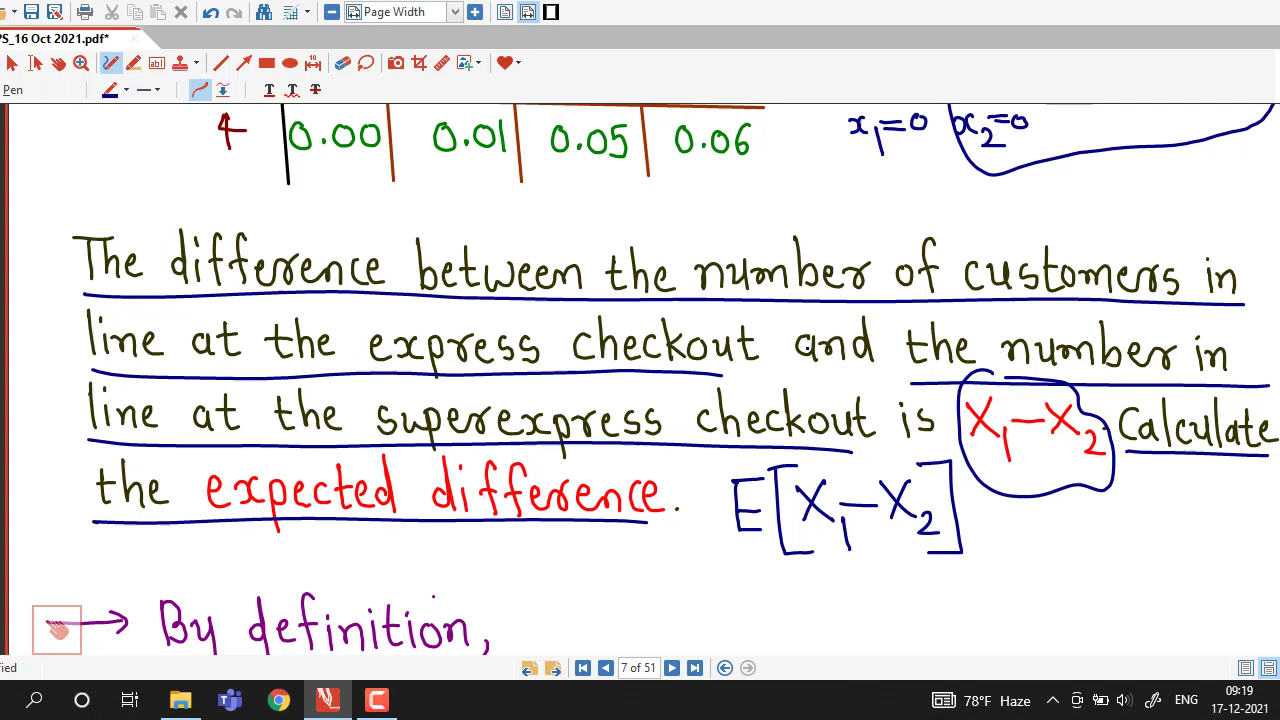 Page Width
PS_16 Oct 2021.pdf*
10
Pen
4 0.00 0.01 0.05 0.06 x1=0 x2=0
The difference between the number of customers in
line at the express checkout and the number in
line at the superexpress checkout is X1-X2 Calculate
the expected difference. E[X1-X2]
By definition,
7 of 51
78°F Haze ENG 09:19
17-12-2021